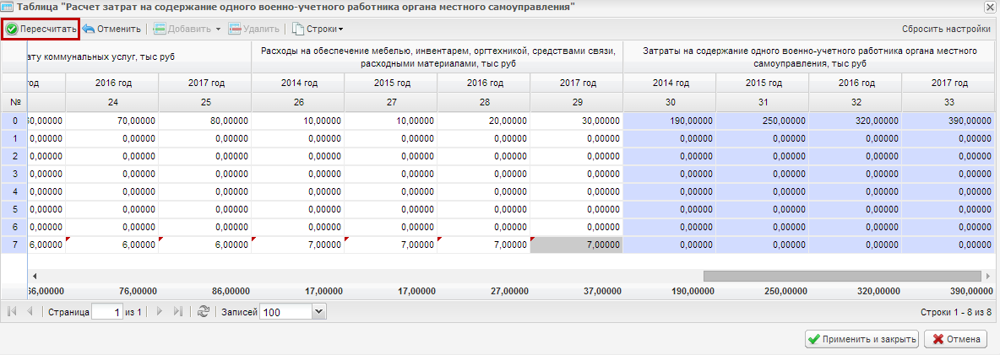 Таблица "Расчет затрат на содержание одного военно-учетного работника органа местного самоуправления"
Пересчитать Отменить Добавить Удалить Строки Сбросить настройки
ату коммунальных услуг, тыс руб Расходы на обеспечение мебелью, инвентарем, оргтехникой, средствами связи, Затраты на содержание одного военно-учетного работника органа местного
расходными материалами, тыс руб самоуправления, тыс руб
год 2016 год 2017 год 2014 год 2015 год 2016 год 2017 год 2014 год 2015 год 2016 год 2017 год
№ 24 25 26 27 28 29 30 31 32 33
0 60,00000 70,00000 80,00000 10,00000 10,00000 20,00000 30,00000 190,00000 250,00000 320,00000 390,00000
1 0,00000 0,00000 0,00000 0,00000 0,00000 0,00000 0,00000 0,00000 0,00000 0,00000 0,00000
2 0,00000 0,00000 0,00000 0,00000 0,00000 0,00000 0,00000 0,00000 0,00000 0,00000 0,00000
3 0,00000 0,00000 0,00000 0,00000 0,00000 0,00000 0,00000 0,00000 0,00000 0,00000 0,00000
4 0,00000 0,00000 0,00000 0,00000 0,00000 0,00000 0,00000 0,00000 0,00000 0,00000 0,00000
5 0,00000 0,00000 0,00000 0,00000 0,00000 0,00000 0,00000 0,00000 0,00000 0,00000 0,00000
6 0,00000 0,00000 0,00000 0,00000 0,00000 0,00000 0,00000 0,00000 0,00000 0,00000 0,00000
7 6,00000 6,00000 6,00000 7,00000 7,00000 7,00000 7,00000 0,00000 0,00000 0,00000 0,00000
66,00000 76,00000 86,00000 17,00000 17,00000 27,00000 37,00000 190,00000 250,00000 320,00000 390,00000
Страница 1 из 1 Записей 100 Строки 1 - 8 из 8
Применить и закрыть Отмена